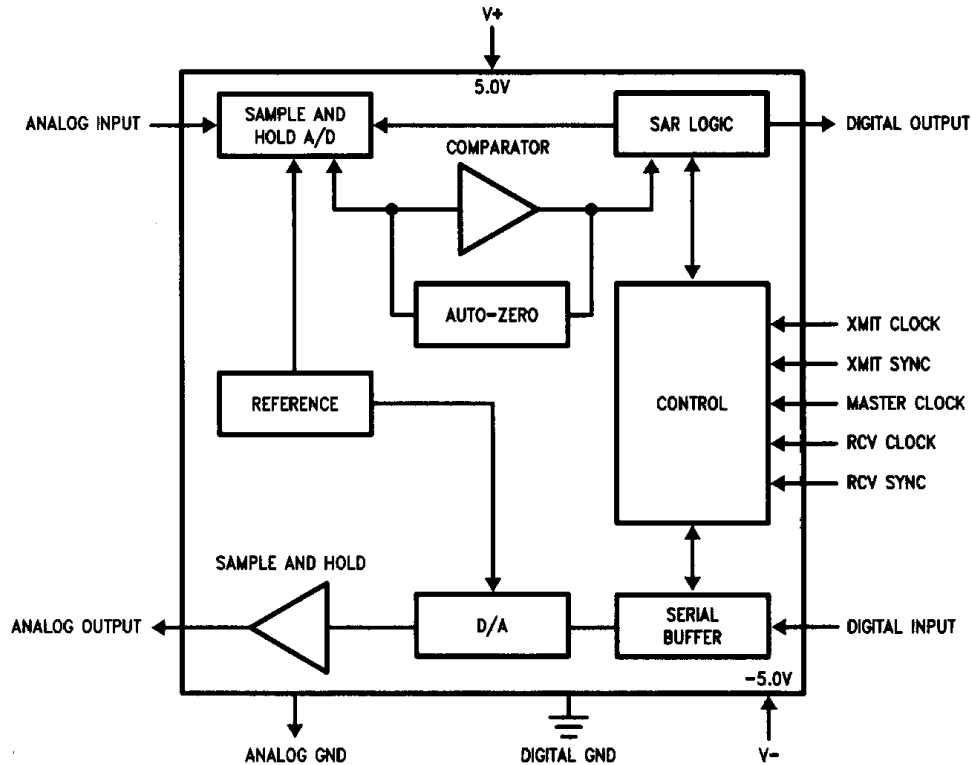 V+
5.0V
ANALOG INPUT
SAMPLE AND
HOLD A/D
SAR LOGIC
DIGITAL OUTPUT
COMPARATOR
AUTO-ZERO
XMIT CLOCK
XMIT SYNC
REFERENCE
CONTROL
MASTER CLOCK
RCV CLOCK
RCV SYNC
SAMPLE AND HOLD
ANALOG OUTPUT
D/A
SERIAL
BUFFER
DIGITAL INPUT
-5.0V
ANALOG GND
DIGITAL GND
V-